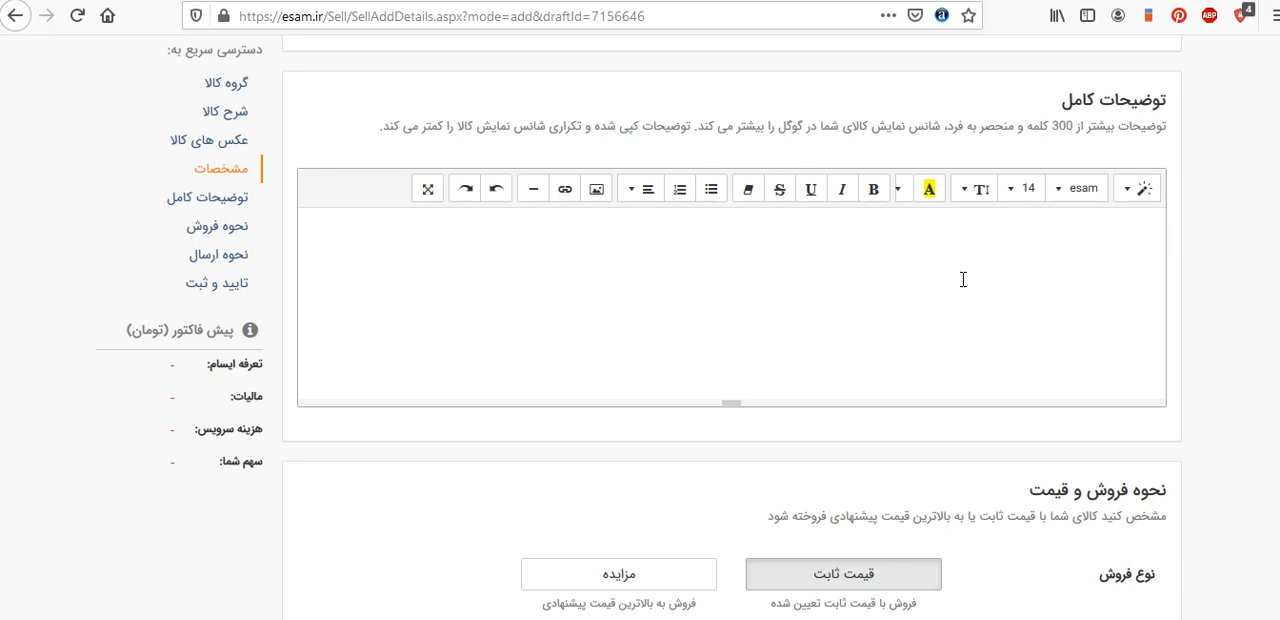 https://esam.ir/Sell/SellAddDetails.aspx?mode=add&draftId=7156646
ABP
4
دسترسی سریع به:
گروه کالا
شرح کالا
عکس های کالا
مشخصات
توضیحات کامل
نحوه فروش
نحوه ارسال
تایید و ثبت
پیش فاکتور (تومان)
تعرفه ایسام: -
مالیات: -
هزینه سرویس: -
سهم شما: -
توضیحات کامل
توضیحات بیشتر از 300 کلمه و منحصر به فرد، شانس نمایش کالای شما در گوگل را بیشتر می کند. توضیحات کپی شده و تکراری شانس نمایش کالا را کمتر می کند.
esam 14 T A B I U S
نحوه فروش و قیمت
مشخص کنید کالای شما با قیمت ثابت یا به بالاترین قیمت پیشنهادی فروخته شود
نوع فروش
قیمت ثابت
مزایده
فروش با قیمت ثابت تعیین شده
فروش به بالاترین قیمت پیشنهادی